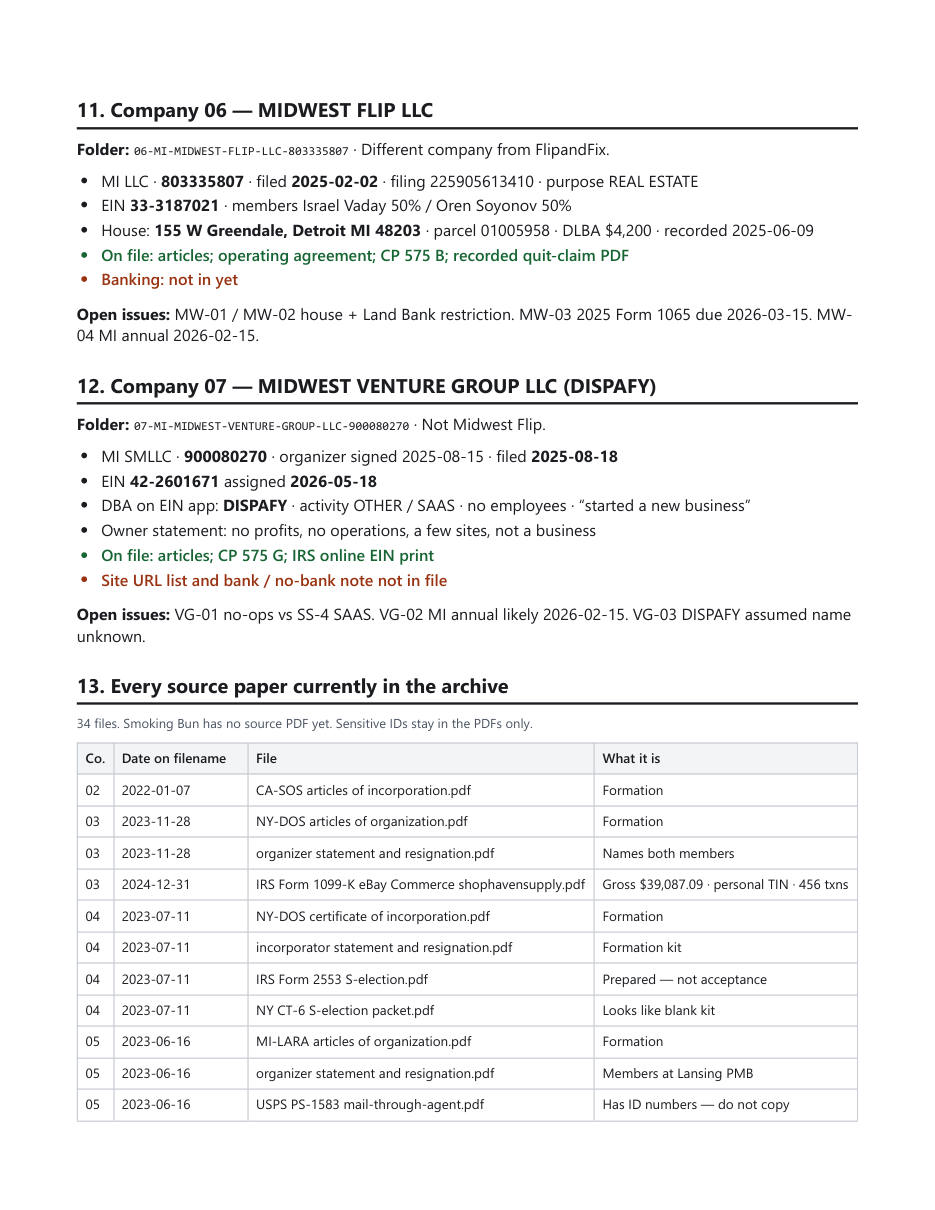 11. Company 06 — MIDWEST FLIP LLC
Folder: 06-MI-MIDWEST-FLIP-LLC-803335807 · Different company from FlipandFix.
• MI LLC · 803335807 · filed 2025-02-02 · filing 225905613410 · purpose REAL ESTATE
• EIN 33-3187021 · members Israel Vaday 50% / Oren Soyonov 50%
• House: 155 W Greendale, Detroit MI 48203 · parcel 01005958 · DLBA $4,200 · recorded 2025-06-09
• On file: articles; operating agreement; CP 575 B; recorded quit-claim PDF
• Banking: not in yet
Open issues: MW-01 / MW-02 house + Land Bank restriction. MW-03 2025 Form 1065 due 2026-03-15. MW-
04 MI annual 2026-02-15.
12. Company 07 — MIDWEST VENTURE GROUP LLC (DISPAFY)
Folder: 07-MI-MIDWEST-VENTURE-GROUP-LLC-900080270 · Not Midwest Flip.
• MI SMLLC · 900080270 · organizer signed 2025-08-15 · filed 2025-08-18
• EIN 42-2601671 assigned 2026-05-18
• DBA on EIN app: DISPAFY · activity OTHER / SAAS · no employees · “started a new business”
• Owner statement: no profits, no operations, a few sites, not a business
• On file: articles; CP 575 G; IRS online EIN print
• Site URL list and bank / no-bank note not in file
Open issues: VG-01 no-ops vs SS-4 SAAS. VG-02 MI annual likely 2026-02-15. VG-03 DISPAFY assumed name
unknown.
13. Every source paper currently in the archive
34 files. Smoking Bun has no source PDF yet. Sensitive IDs stay in the PDFs only.
Co. Date on filename File What it is
02 2022-01-07 CA-SOS articles of incorporation.pdf Formation
03 2023-11-28 NY-DOS articles of organization.pdf Formation
03 2023-11-28 organizer statement and resignation.pdf Names both members
03 2024-12-31 IRS Form 1099-K eBay Commerce shophavensupply.pdf Gross $39,087.09 · personal TIN · 456 txns
04 2023-07-11 NY-DOS certificate of incorporation.pdf Formation
04 2023-07-11 incorporator statement and resignation.pdf Formation kit
04 2023-07-11 IRS Form 2553 S-election.pdf Prepared — not acceptance
04 2023-07-11 NY CT-6 S-election packet.pdf Looks like blank kit
05 2023-06-16 MI-LARA articles of organization.pdf Formation
05 2023-06-16 organizer statement and resignation.pdf Members at Lansing PMB
05 2023-06-16 USPS PS-1583 mail-through-agent.pdf Has ID numbers — do not copy